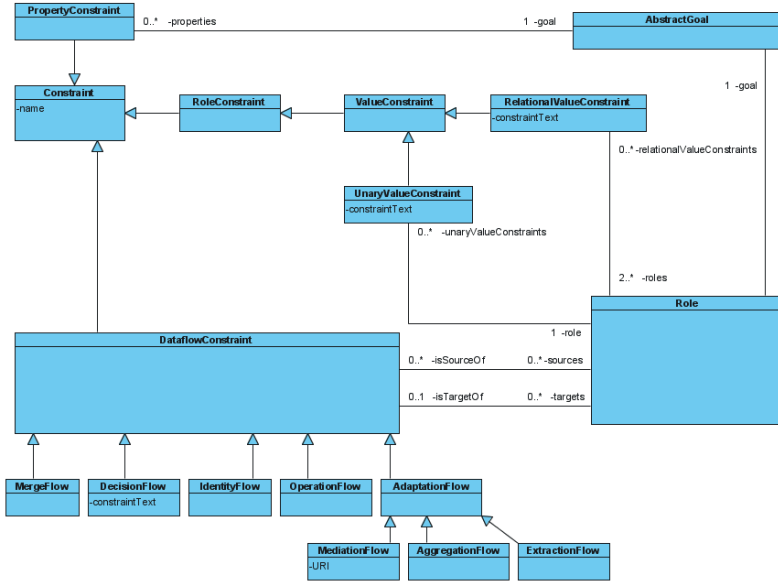 PropertyConstraint
0..* -properties
1 -goal
AbstractGoal
1 -goal
Constraint
-name
RoleConstraint
ValueConstraint
RelationalValueConstraint
-constraintText
0..* -relationalValueConstraints
UnaryValueConstraint
-constraintText
0..* -unaryValueConstraints
2..* -roles
Role
1 -role
DataflowConstraint
0..* -isSourceOf
0..* -sources
0..1 -isTargetOf
0..* -targets
MergeFlow
DecisionFlow
-constraintText
IdentityFlow
OperationFlow
AdaptationFlow
MediationFlow
-URI
AggregationFlow
ExtractionFlow